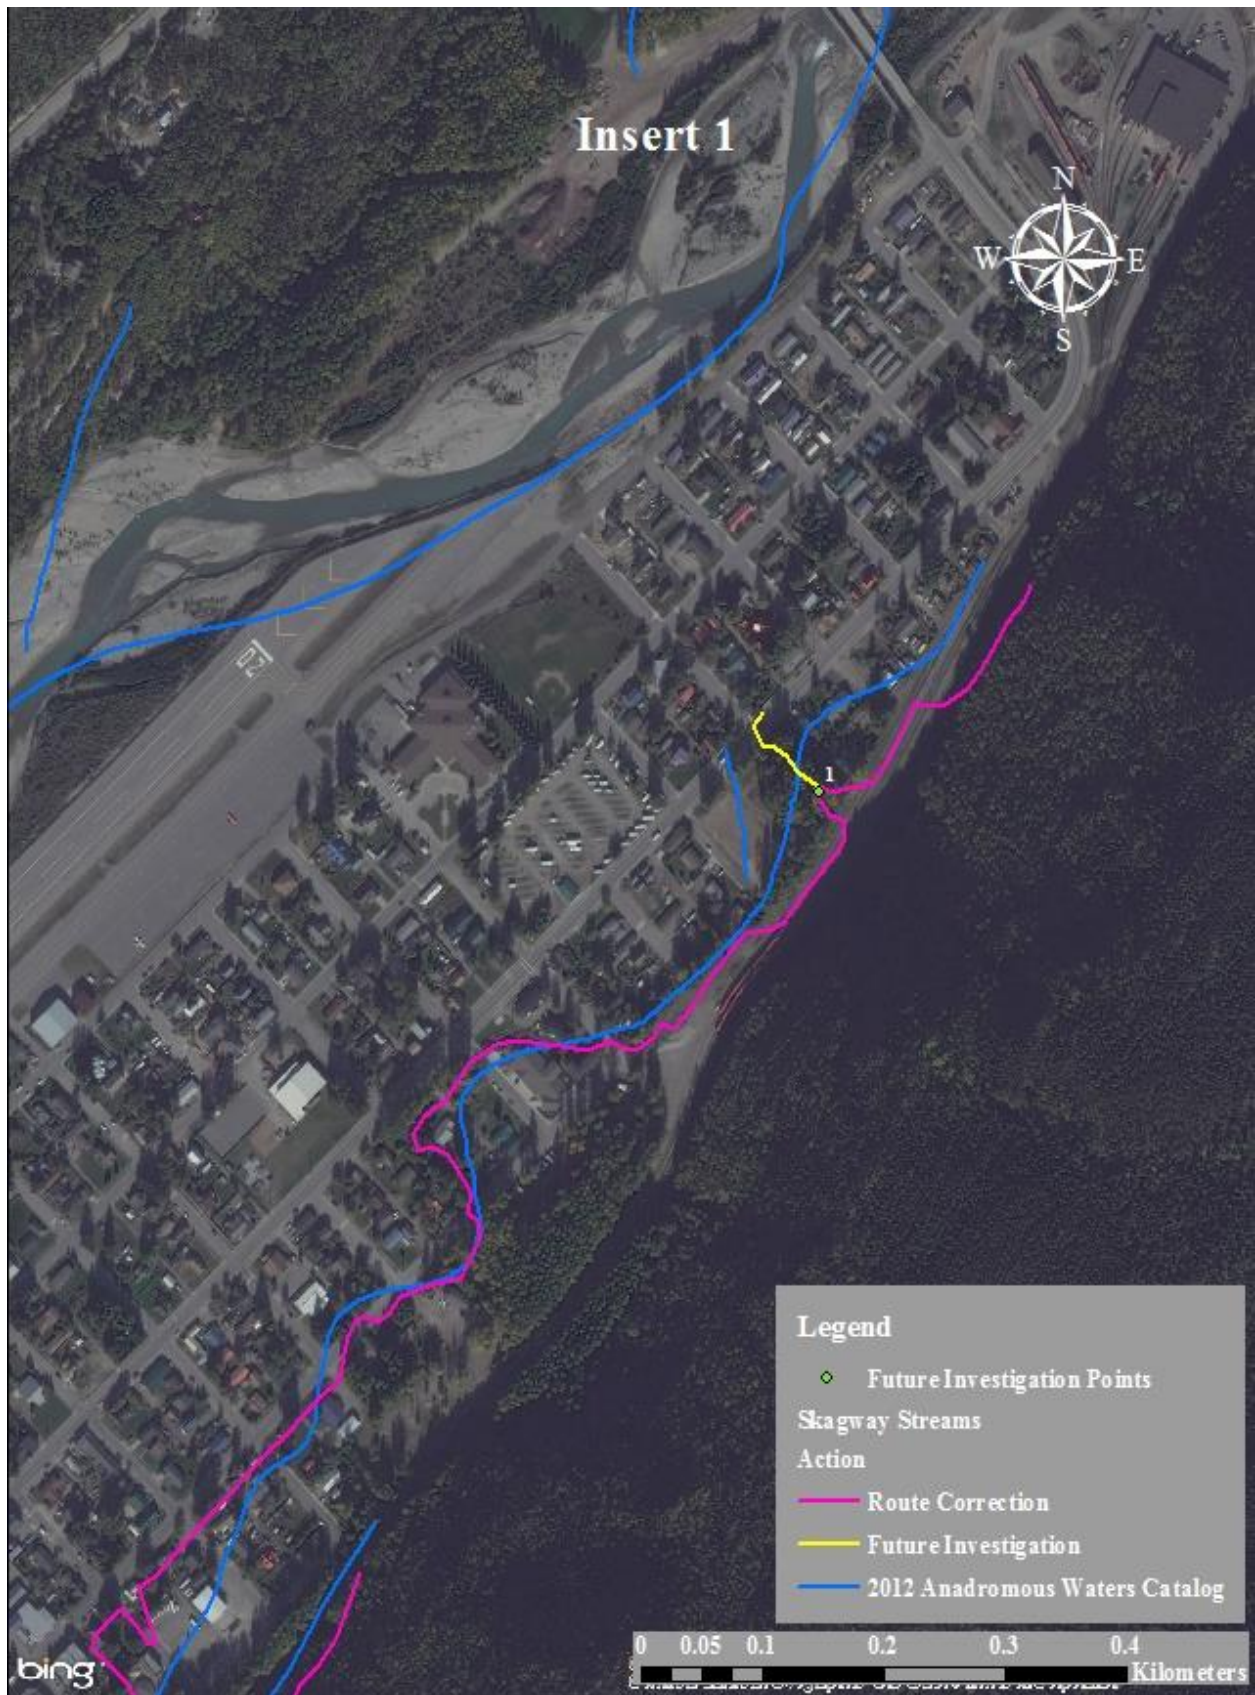 Insert 1
N
W E
S
1
Legend
Future Investigation Points
Skagway Streams
Action
Route Correction
Future Investigation
2012 Anadromous Waters Catalog
0 0.05 0.1 0.2 0.3 0.4
Kilometers
bing